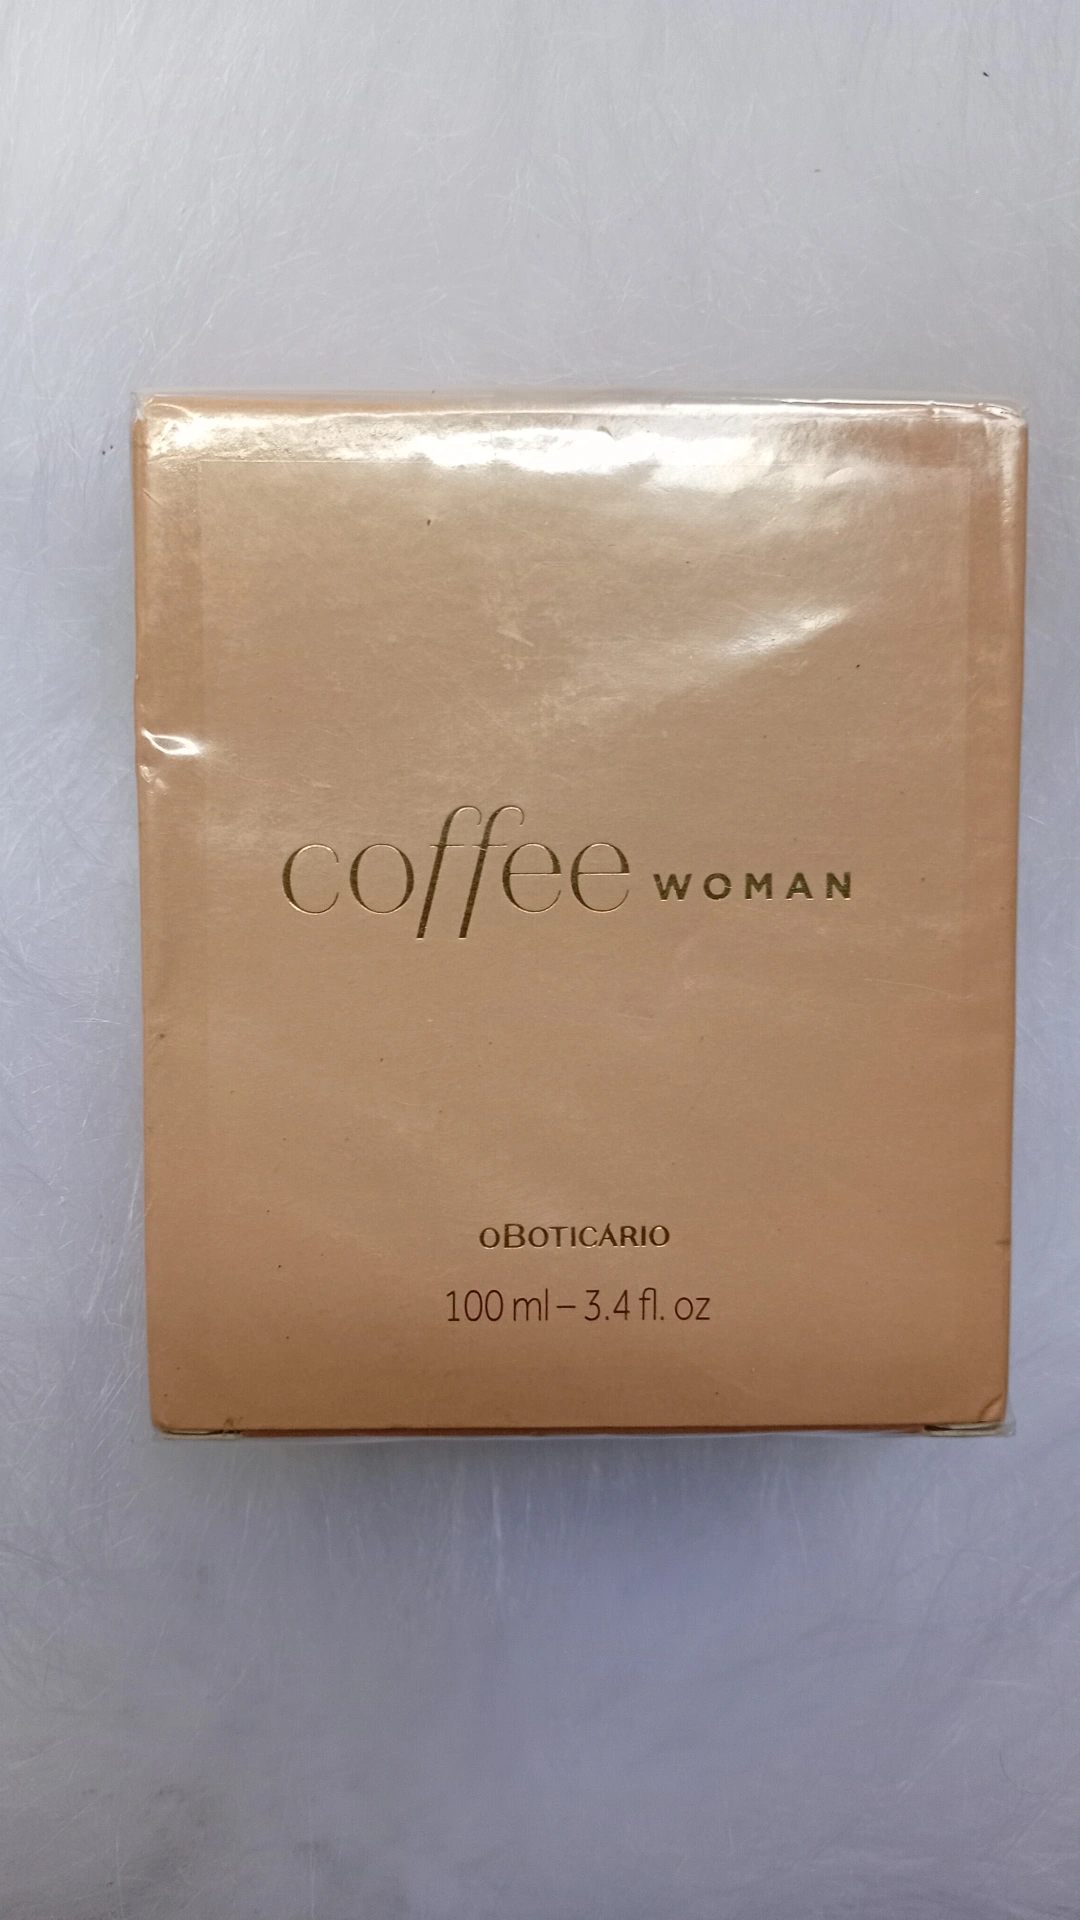 coffee WOMAN
oBOTICÁRIO
100 ml – 3.4 fl. oz